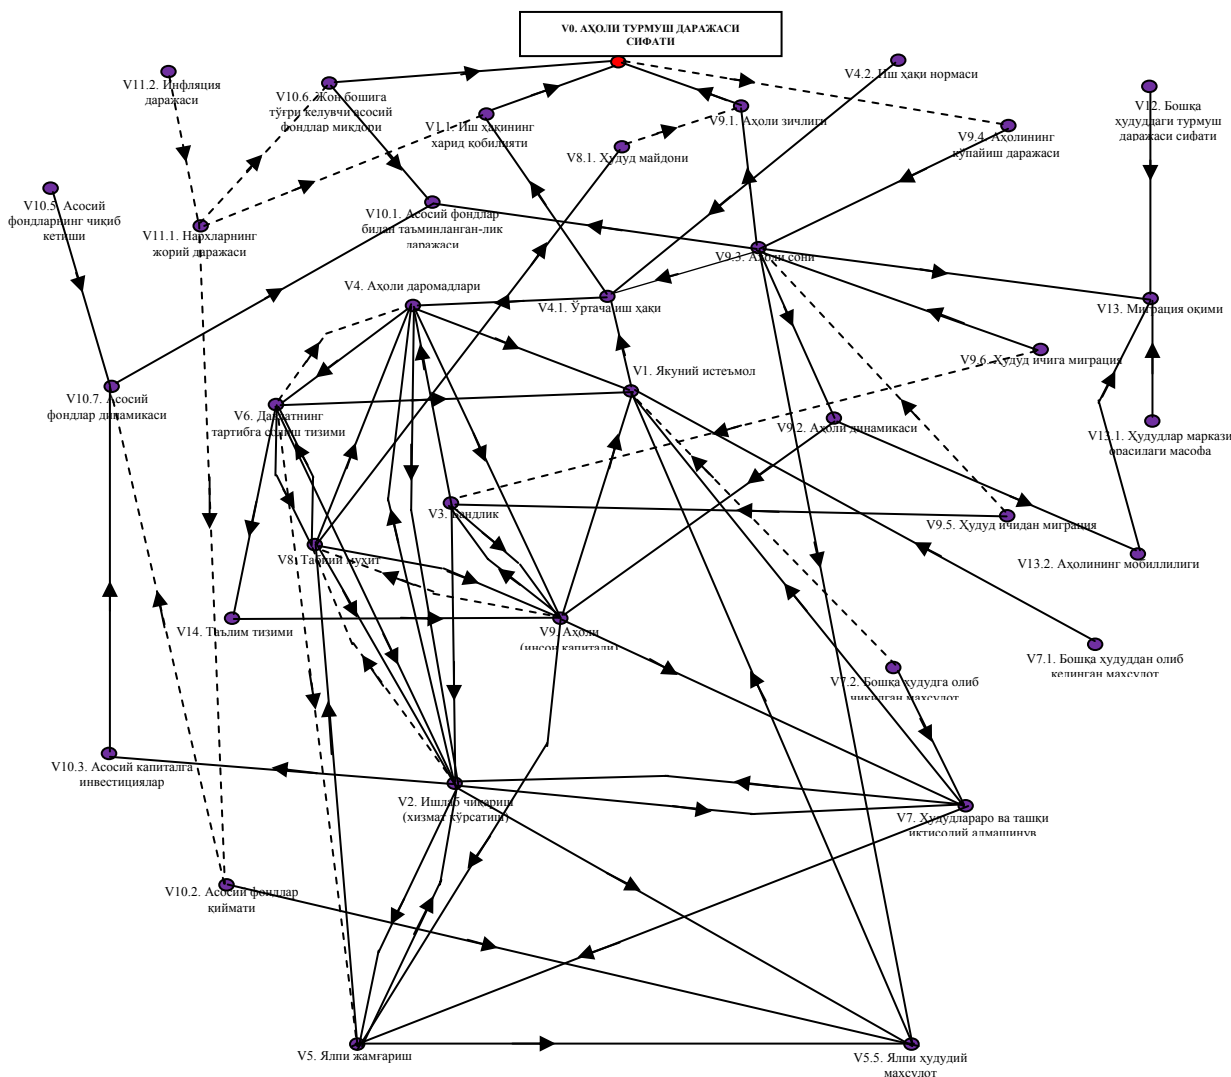 V0. АҲОЛИ ТУРМУШ ДАРАЖАСИ
СИФАТИ
V11.2. Инфляция
даражаси
V10.6. Жон бошига
тўғри келувчи асосий
фондлар миқдори
V1.1. Иш ҳақининг
харид қобилияти
V4.2. Иш ҳақи нормаси
V9.1. Аҳоли зичлиги
V8.1. Ҳудуд майдони
V9.4. Аҳолининг
кўпайиш даражаси
V12. Бошқа
ҳудуддаги турмуш
даражаси сифати
V10.5. Асосий
фондларнинг чиқиб
кетиши
V11.1. Нархларнинг
жорий даражаси
V10.1. Асосий фондлар
билан таъминланган-лик
даражаси
V9.3. Аҳоли сони
V4. Аҳоли даромадлари
V4.1. Ўртача иш ҳақи
V13. Миграция оқими
V9.6. Ҳудуд ичига миграция
V1. Якуний истеъмол
V10.7. Асосий
фондлар динамикаси
V6. Давлатнинг
тартибга солиш тизими
V9.2. Аҳоли динамикаси
V13.1. Ҳудудлар маркази
орасидаги масофа
V3. Бандлик
V9.5. Ҳудуд ичидан миграция
V8. Табиий муҳит
V13.2. Аҳолининг мобиллилиги
V14. Таълим тизими
V9. Аҳоли
(инсон капитали)
V7.1. Бошқа ҳудуддан олиб
келинган маҳсулот
V7.2. Бошқа ҳудудга олиб
чиқилган маҳсулот
V10.3. Асосий капиталга
инвестициялар
V2. Ишлаб чиқариш
(хизмат кўрсатиш)
V7. Ҳудудлараро ва ташқи
иқтисодий алмашинув
V10.2. Асосий фондлар
қиймати
V5. Ялпи жамғариш
V5.5. Ялпи ҳудудий
маҳсулот